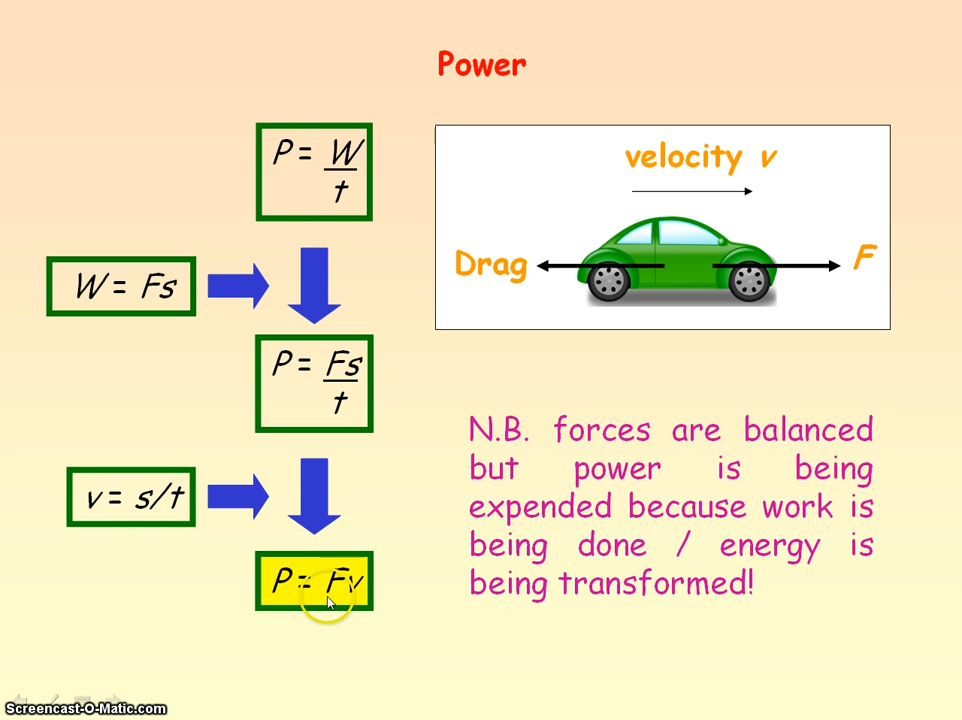 Power
P = W
t
W = Fs
P = Fs
t
v = s/t
P = Fv
velocity v
Drag
F
N.B. forces are balanced
but power is being
expended because work is
being done / energy is
being transformed!
Screencast-O-Matic.com